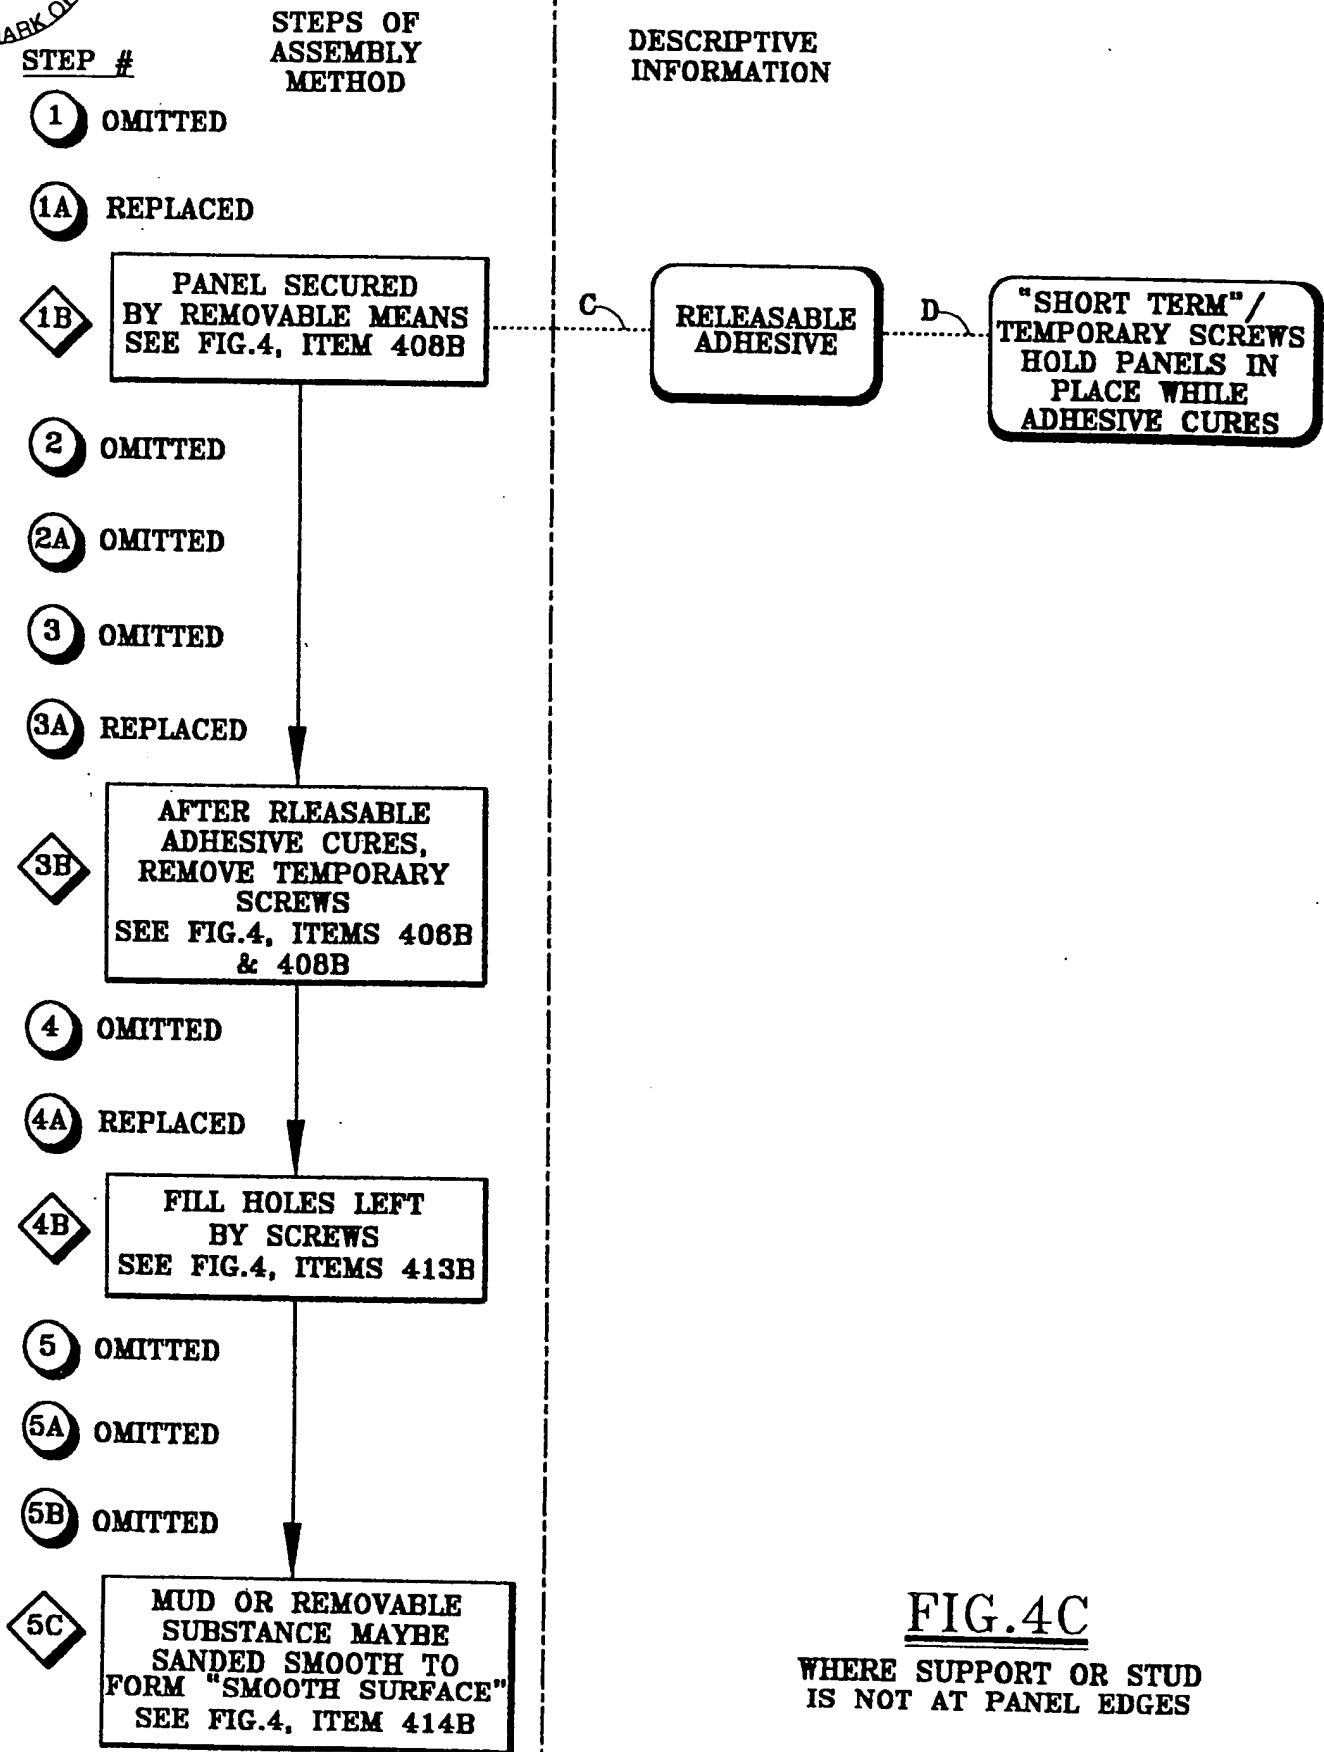 STEP #
STEPS OF
ASSEMBLY
METHOD
DESCRIPTIVE
INFORMATION
1 OMITTED
1A REPLACED
1B
PANEL SECURED
BY REMOVABLE MEANS
SEE FIG.4, ITEM 408B
C
RELEASABLE
ADHESIVE
D
"SHORT TERM"/
TEMPORARY SCREWS
HOLD PANELS IN
PLACE WHILE
ADHESIVE CURES
2 OMITTED
2A OMITTED
3 OMITTED
3A REPLACED
3B
AFTER RLEASABLE
ADHESIVE CURES,
REMOVE TEMPORARY
SCREWS
SEE FIG.4, ITEMS 406B
& 408B
4 OMITTED
4A REPLACED
4B
FILL HOLES LEFT
BY SCREWS
SEE FIG.4, ITEMS 413B
5 OMITTED
5A OMITTED
5B OMITTED
5C
MUD OR REMOVABLE
SUBSTANCE MAYBE
SANDED SMOOTH TO
FORM "SMOOTH SURFACE"
SEE FIG.4, ITEM 414B
FIG.4C
WHERE SUPPORT OR STUD
IS NOT AT PANEL EDGES